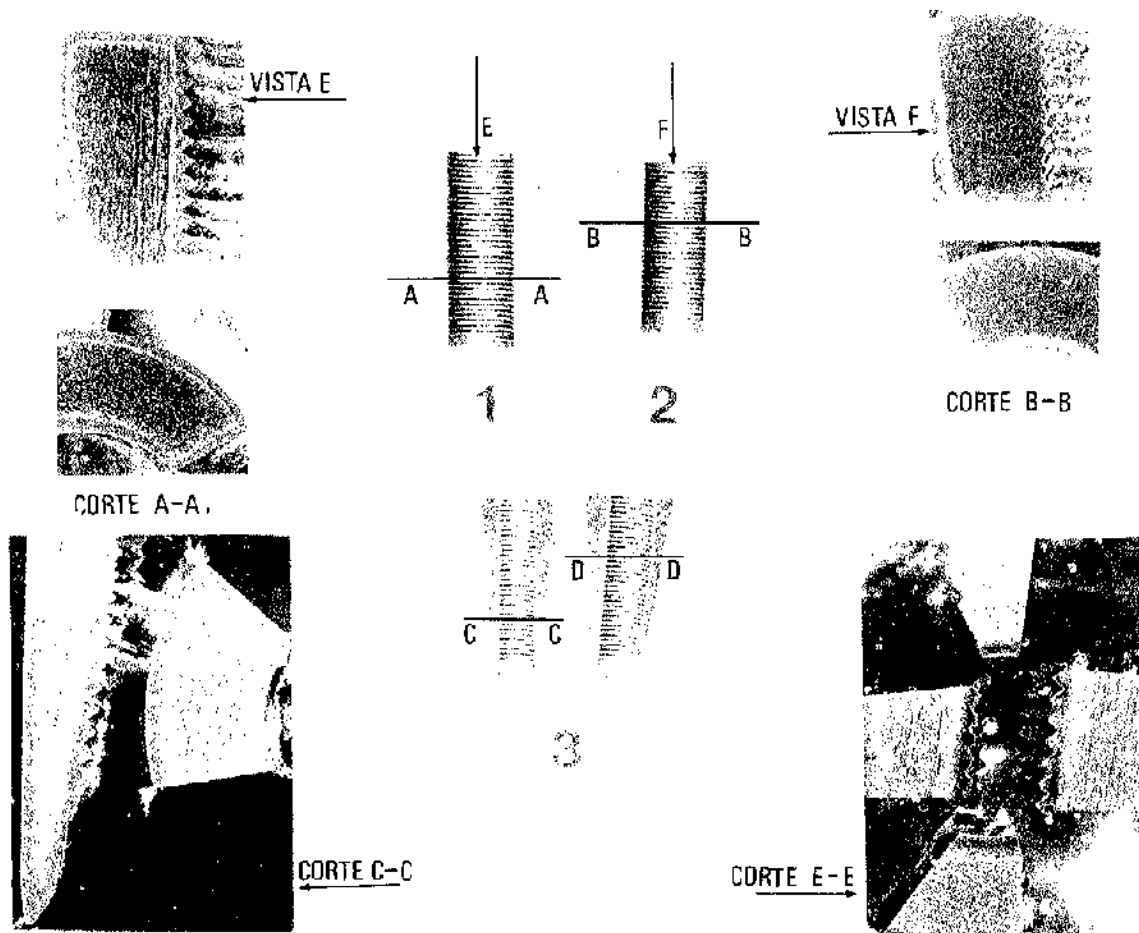 VISTA E
E
A A
1
F
B B
2
VISTA F
CORTE A-A.
CORTE B-B
C C
D D
3
CORTE C-C
CORTE E-E